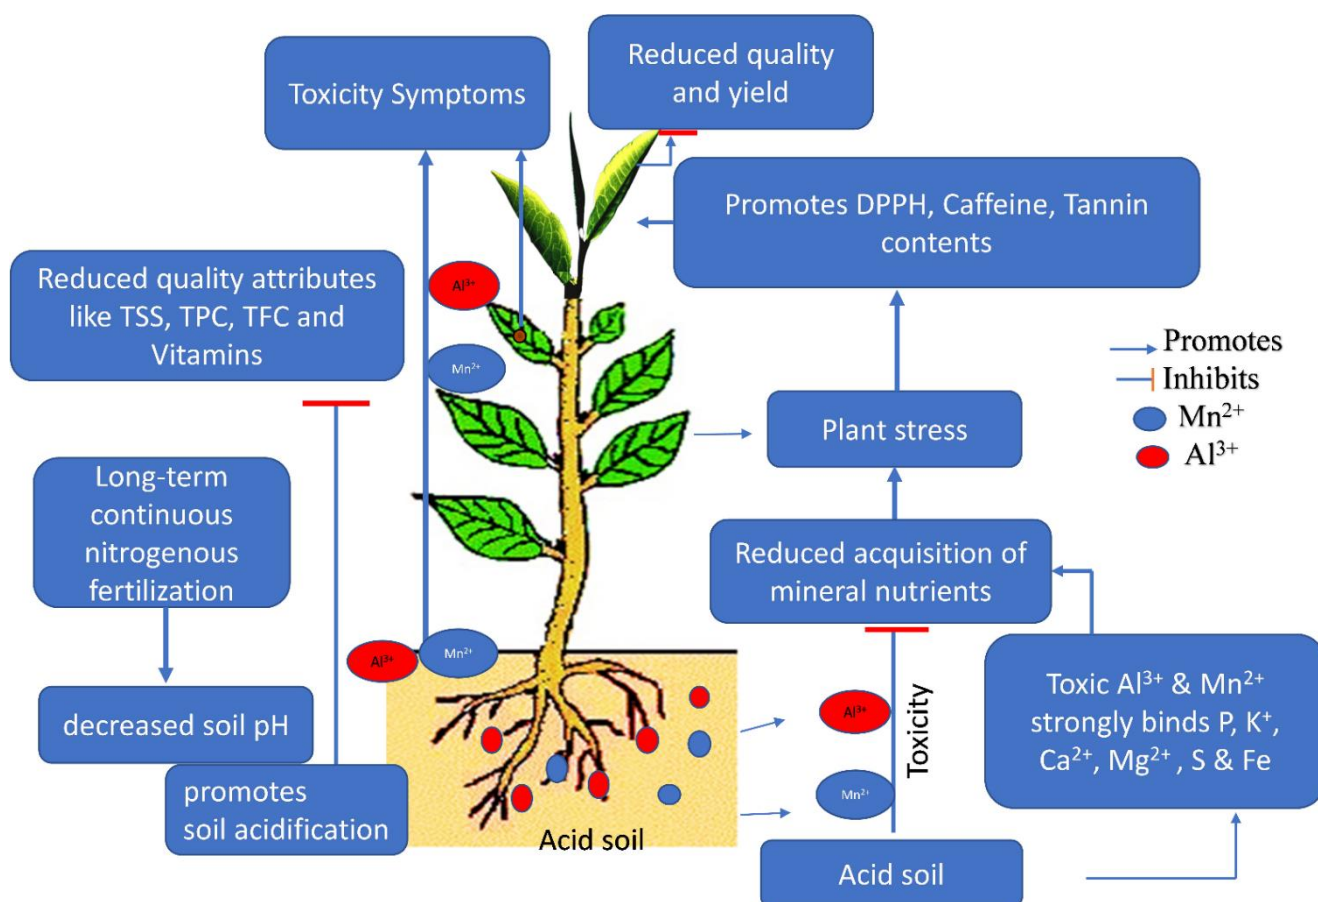 Toxicity Symptoms
Reduced quality
and yield
Promotes DPPH, Caffeine, Tannin
contents
Reduced quality attributes
like TSS, TPC, TFC and
Vitamins
Al³⁺
Mn²⁺
Promotes
Inhibits
Mn²⁺
Al³⁺
Plant stress
Long-term
continuous
nitrogenous
fertilization
Reduced acquisition of
mineral nutrients
Al³⁺
Mn²⁺
decreased soil pH
promotes
soil acidification
Acid soil
Al³⁺
Mn²⁺
Toxicity
Toxic Al³⁺ & Mn²⁺
strongly binds P, K⁺,
Ca²⁺, Mg²⁺ , S & Fe
Acid soil